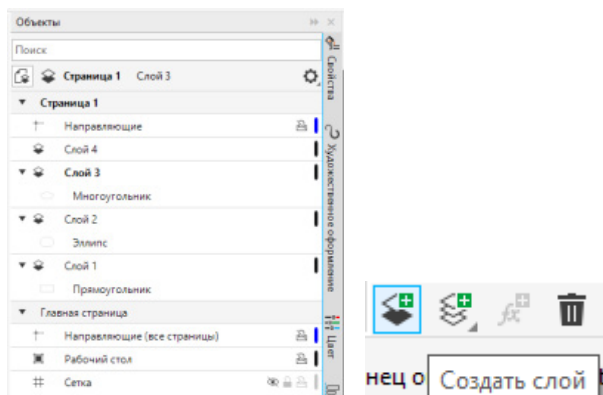 Объекты
Поиск
Страница 1 Слой 3
Страница 1
Направляющие
Слой 4
Слой 3
Многоугольник
Слой 2
Эллипс
Слой 1
Прямоугольник
Главная страница
Направляющие (все страницы)
Рабочий стол
Сетка
Свойства
Художественное оформление
Цвет
fx
нец о
Создать слой